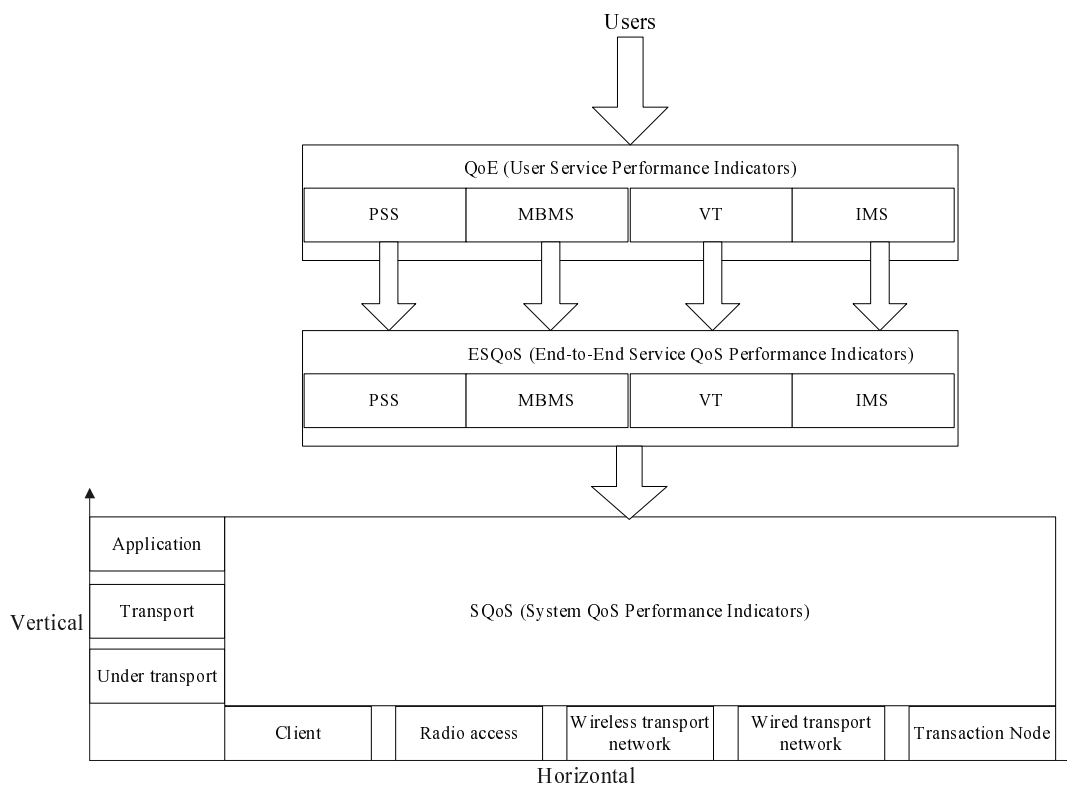 Users
QoE (User Service Performance Indicators)
PSS
MBMS
VT
IMS
ESQoS (End-to-End Service QoS Performance Indicators)
PSS
MBMS
VT
IMS
Application
Transport
Under transport
Vertical
SQoS (System QoS Performance Indicators)
Client
Radio access
Wireless transport
network
Wired transport
network
Transaction Node
Horizontal